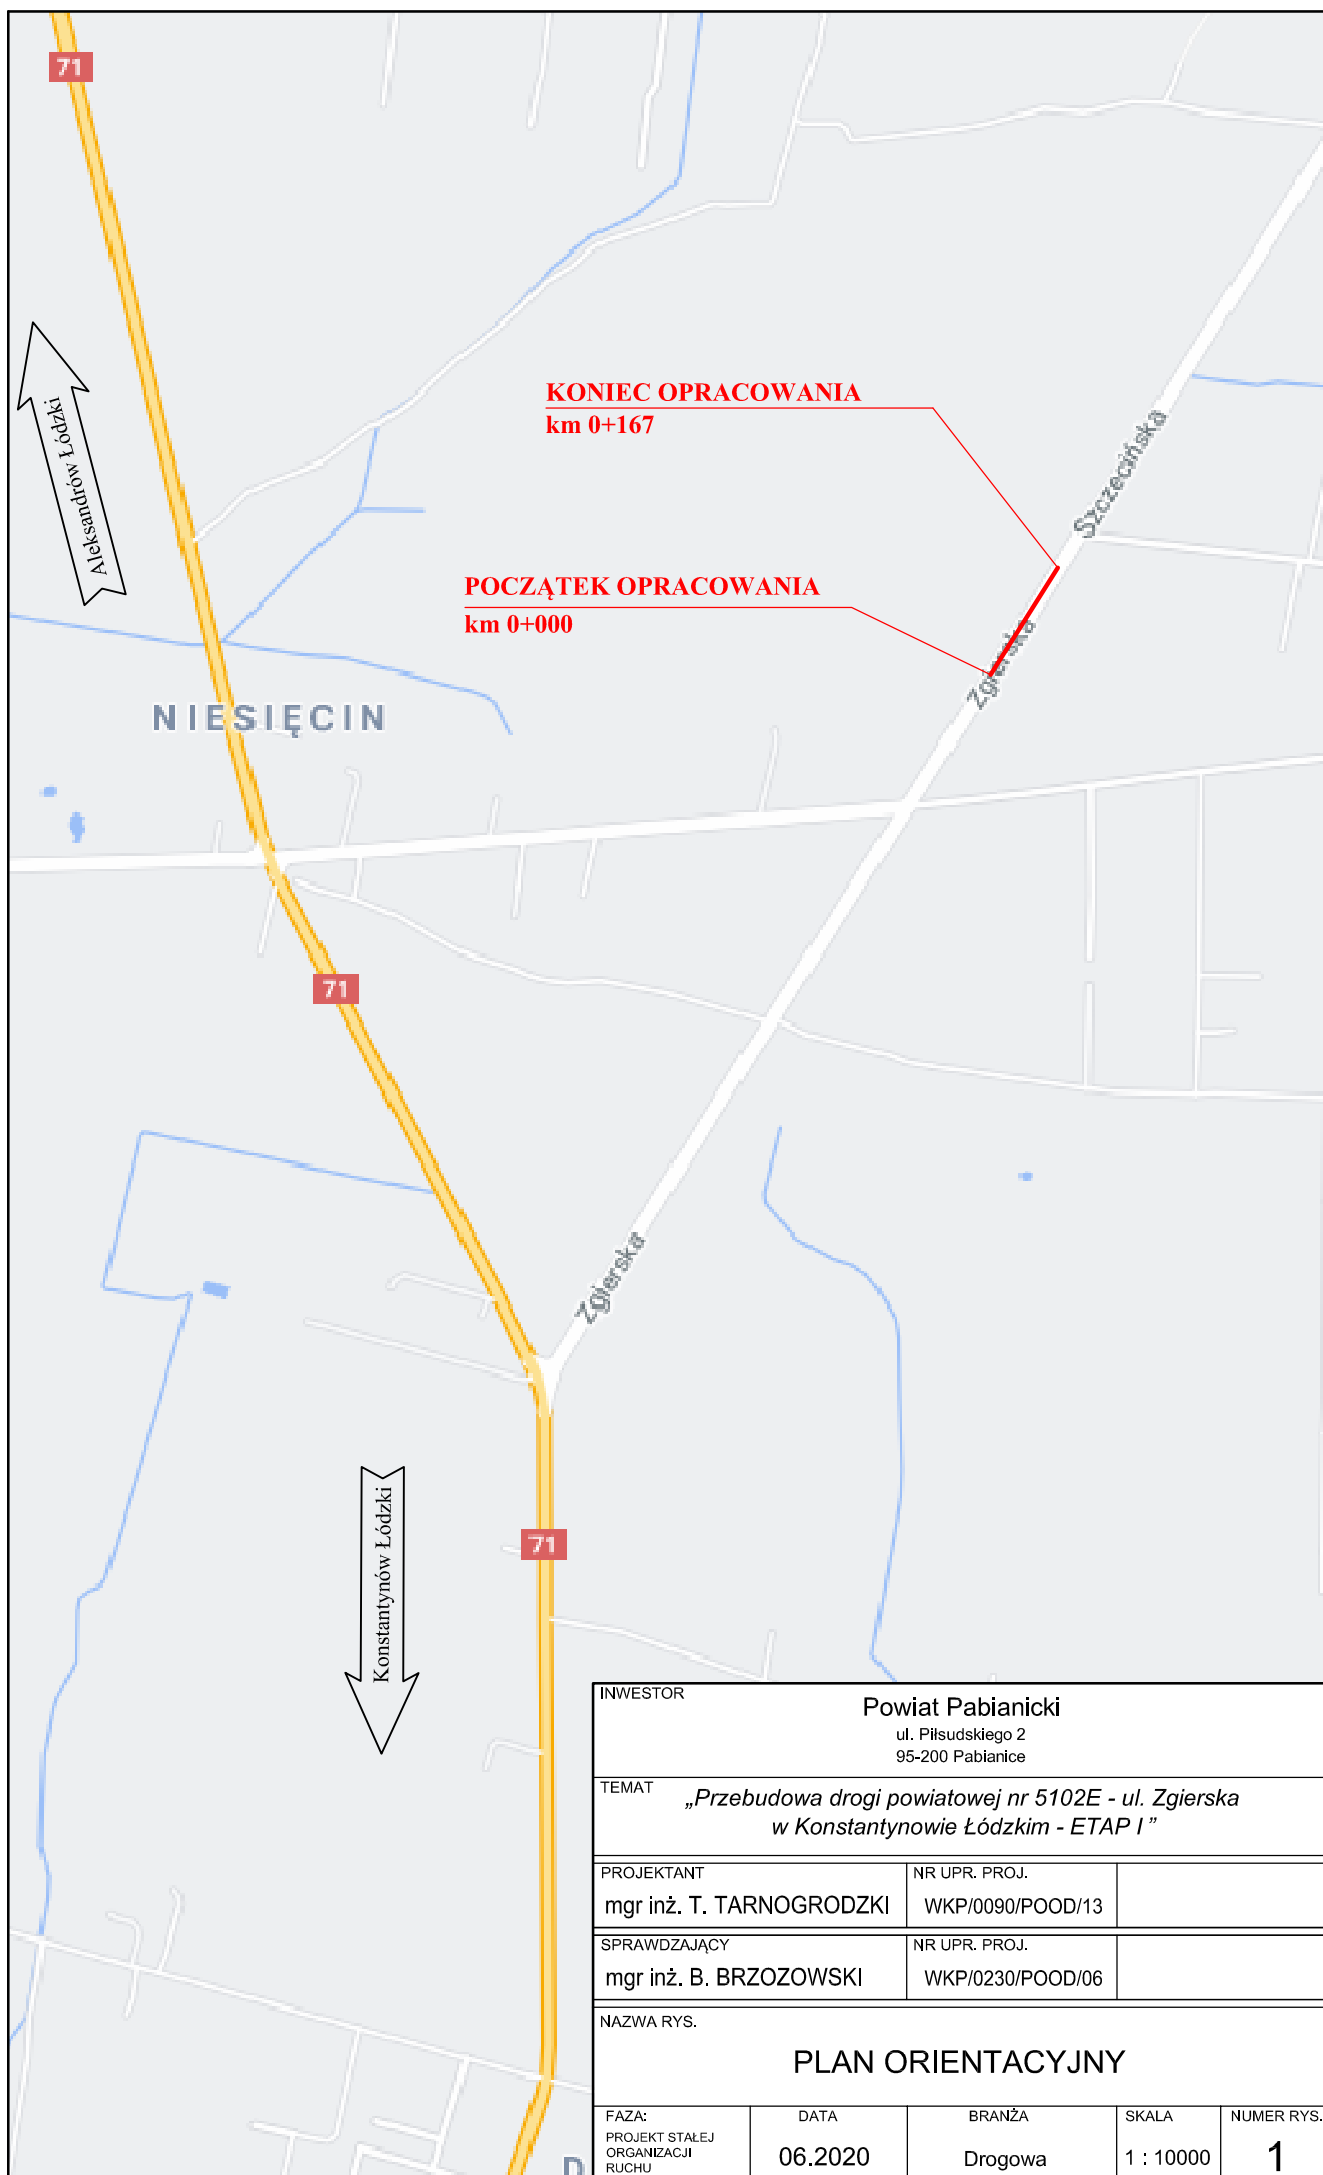 71
Aleksandrów Łódzki
KONIEC OPRACOWANIA
km 0+167
Szczecińska
POCZĄTEK OPRACOWANIA
km 0+000
Zgierska
NIESIĘCIN
71
Zgierska
Konstantynów Łódzki
71
D
INWESTOR
Powiat Pabianicki
ul. Piłsudskiego 2
95-200 Pabianice
TEMAT
„Przebudowa drogi powiatowej nr 5102E - ul. Zgierska
w Konstantynowie Łódzkim - ETAP I ”
PROJEKTANT
mgr inż. T. TARNOGRODZKI
NR UPR. PROJ.
WKP/0090/POOD/13
SPRAWDZAJĄCY
mgr inż. B. BRZOZOWSKI
NR UPR. PROJ.
WKP/0230/POOD/06
NAZWA RYS.
PLAN ORIENTACYJNY
FAZA:
PROJEKT STAŁEJ
ORGANIZACJI
RUCHU
DATA
06.2020
BRANŻA
Drogowa
SKALA
1 : 10000
NUMER RYS.
1